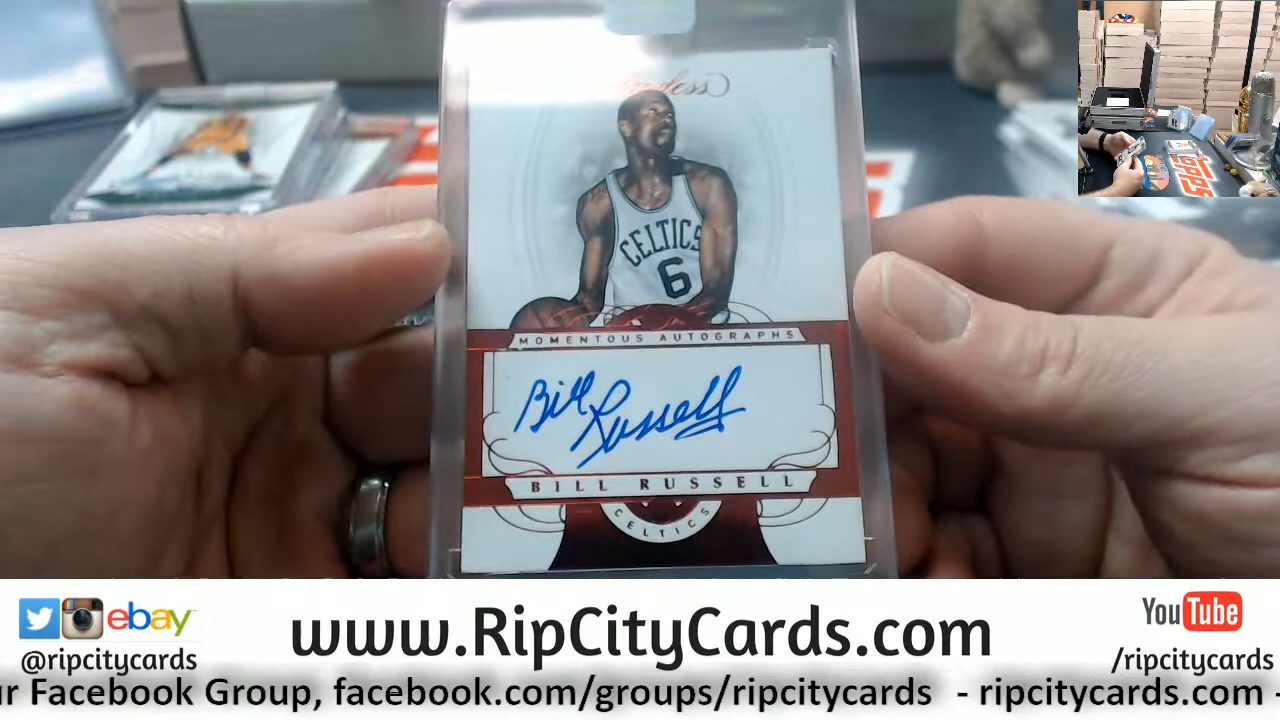 CELTICS
6
MOMENTOUS AUTOGRAPHS
Bill Russell
BILL RUSSELL
CELTICS
TOPPS
ebay
www.RipCityCards.com
YouTube
@ripcitycards
/ripcitycards
ur Facebook Group, facebook.com/groups/ripcitycards - ripcitycards.com -